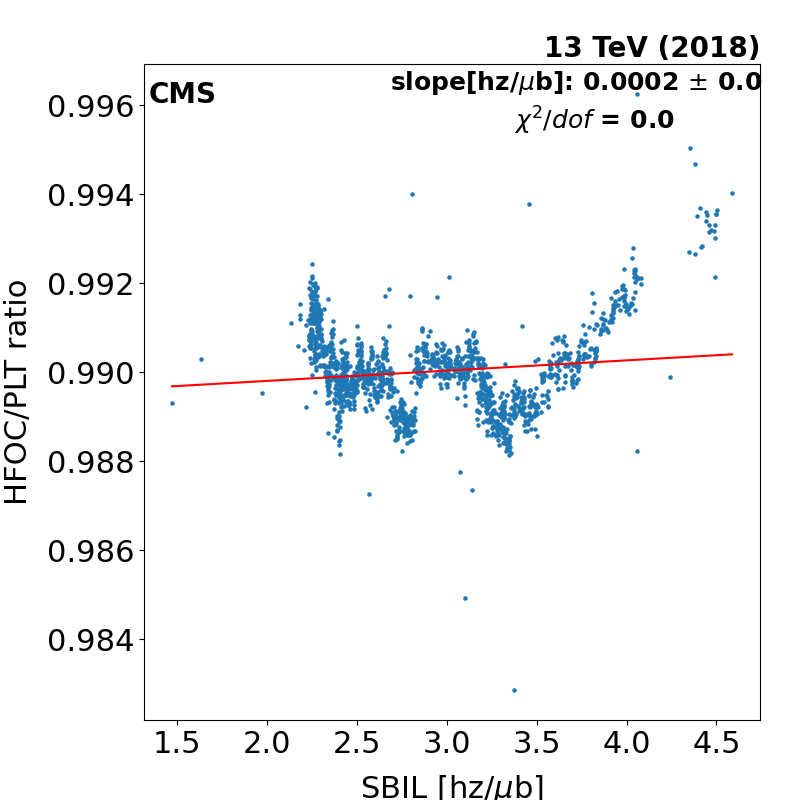 13 TeV (2018)
CMS
slope[hz/μb]: 0.0002 ± 0.0
χ²/dof = 0.0
0.996
0.994
0.992
0.990
0.988
0.986
0.984
HFOC/PLT ratio
1.5 2.0 2.5 3.0 3.5 4.0 4.5
SBIL [hz/μb]